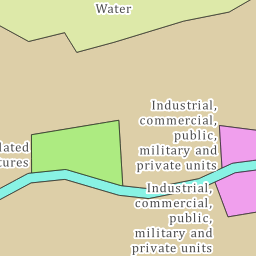 Water
Industrial,
commercial,
public,
military and
private units
lated
tures
Industrial,
commercial,
public,
military and
private units